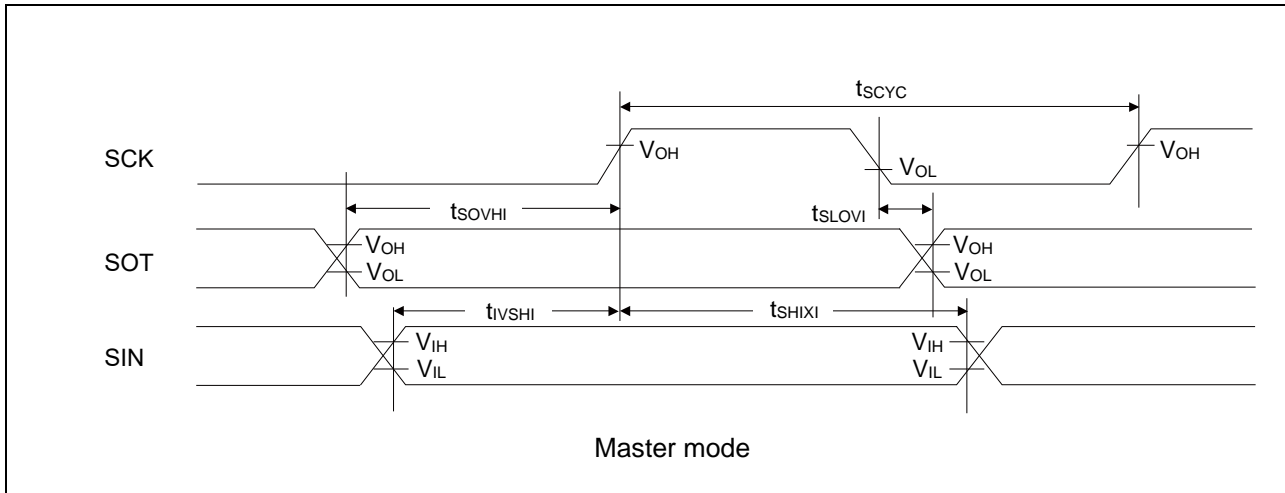 tSCYC
SCK
VOH
VOL
VOH
tSOVHI
tSLOVI
SOT
VOH
VOL
VOH
VOL
tIVSHI
tSHIXI
SIN
VIH
VIL
VIH
VIL
Master mode